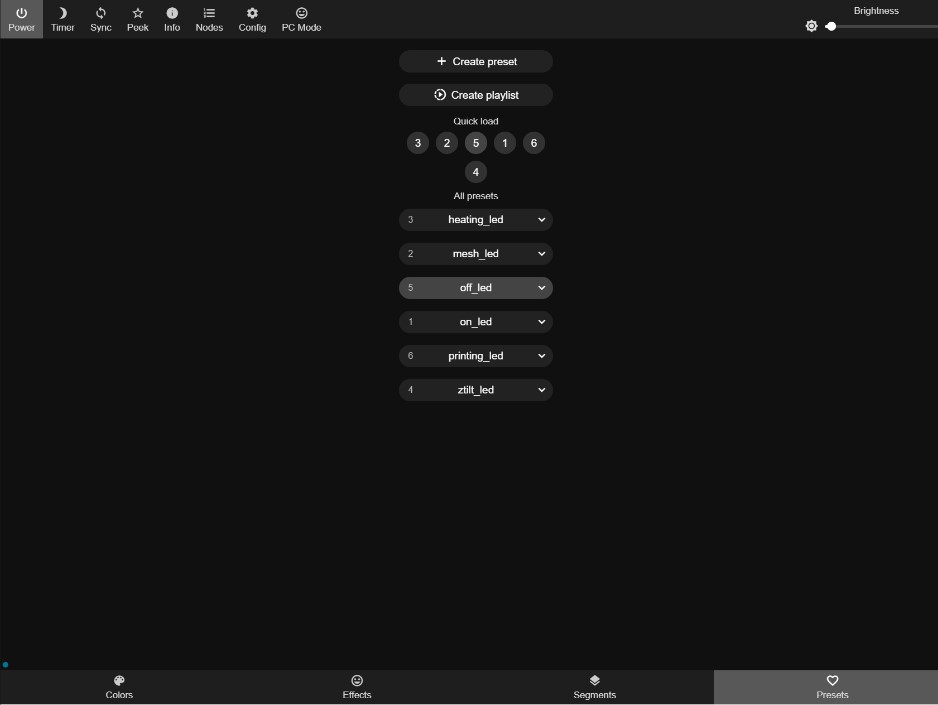 Power Timer Sync Peek Info Nodes Config PC Mode Brightness
Create preset
Create playlist
Quick load
3 2 5 1 6
4
All presets
3 heating_led
2 mesh_led
5 off_led
1 on_led
6 printing_led
4 ztilt_led
Colors Effects Segments Presets